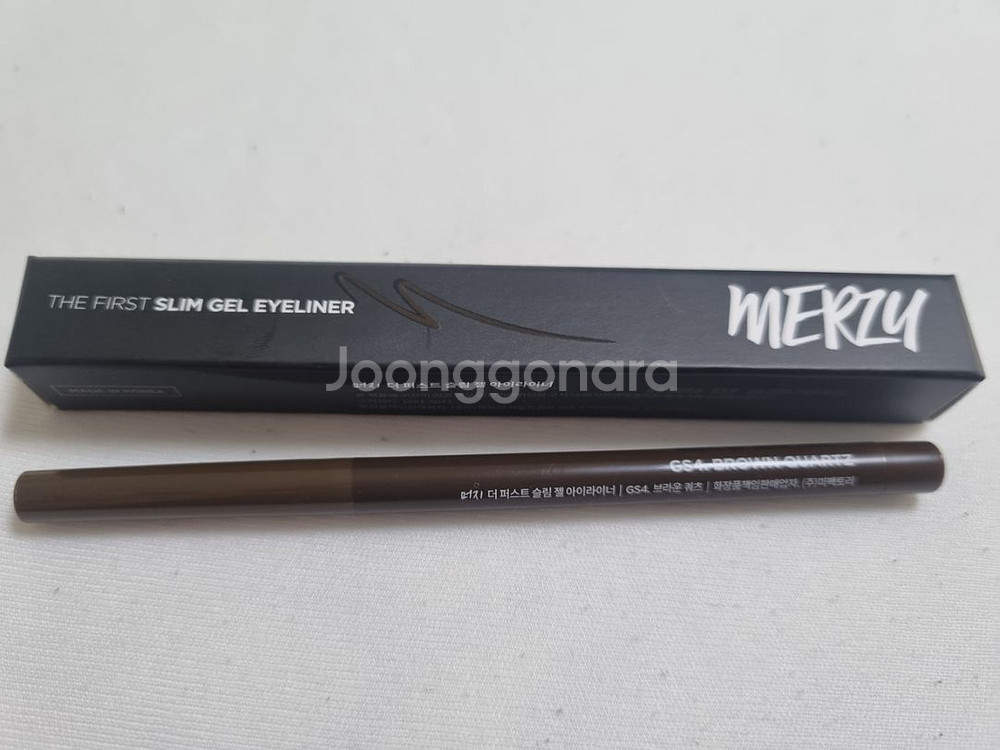 THE FIRST SLIM GEL EYELINER
MERZY
Joonggonara
머지 더 퍼스트 슬림 젤 아이라이너
MADE IN KOREA
GS4. BROWN QUARTZ
머지 더 퍼스트 슬림 젤 아이라이너 | GS4. 브라운 쿼츠 | 화장품책임판매업자 (주)미팩토리